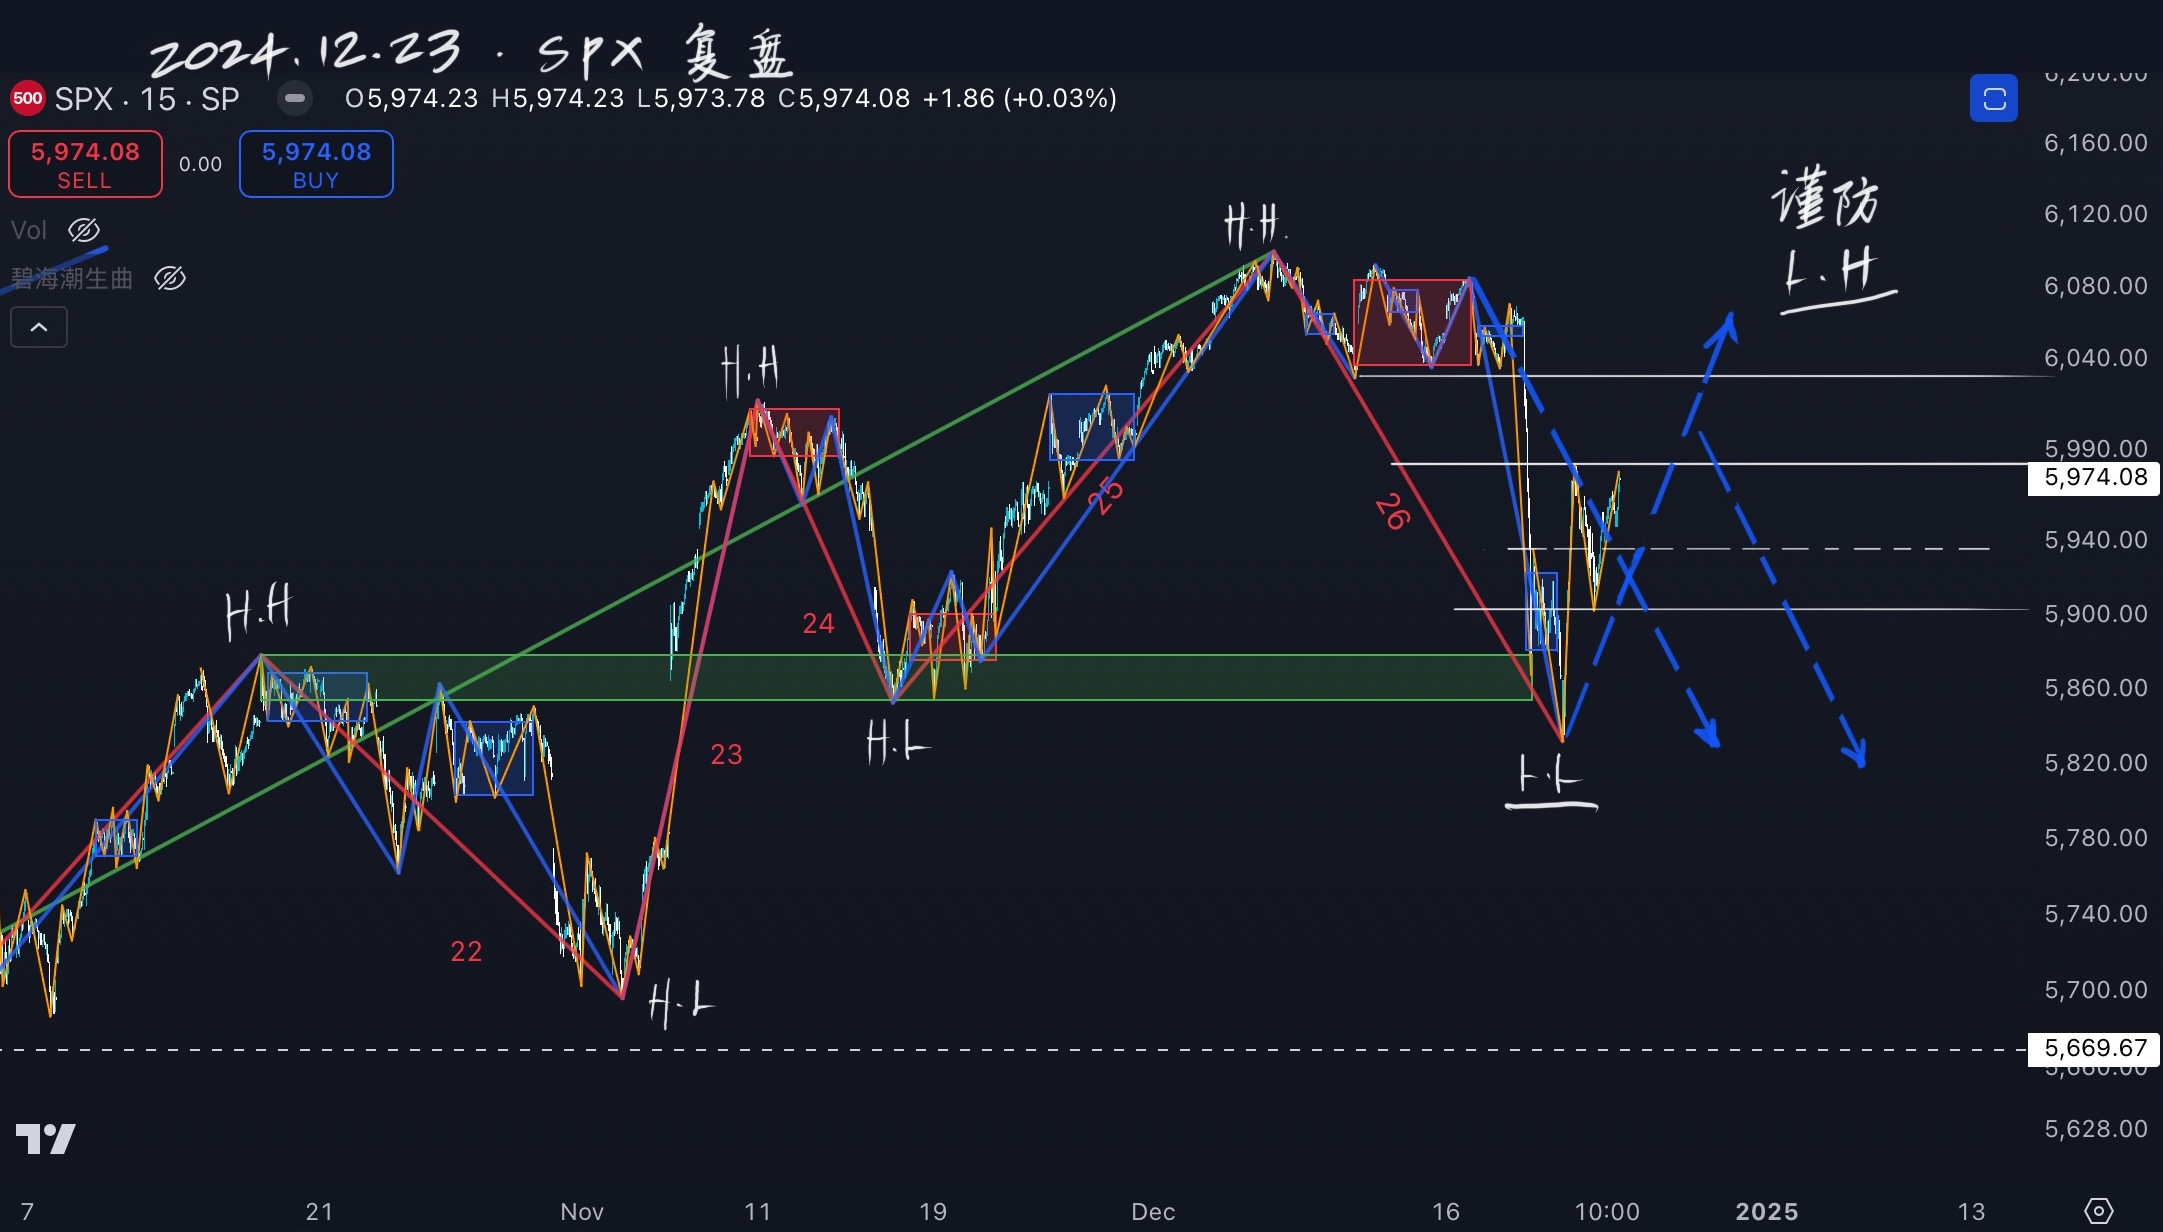 2024.12.23 · SPX 复盘
500 SPX · 15 · SP O5,974.23 H5,974.23 L5,973.78 C5,974.08 +1.86 (+0.03%)
5,974.08 SELL
0.00
5,974.08 BUY
Vol
碧海潮生曲
谨防
L.H
H.H
H.H
H.H.
H.L
H.L
L.L
22
23
24
25
26
6,200.00
6,160.00
6,120.00
6,080.00
6,040.00
5,990.00
5,974.08
5,940.00
5,900.00
5,860.00
5,820.00
5,780.00
5,740.00
5,700.00
5,669.67
5,660.00
5,628.00
7 21 Nov 11 19 Dec 16 10:00 2025 13